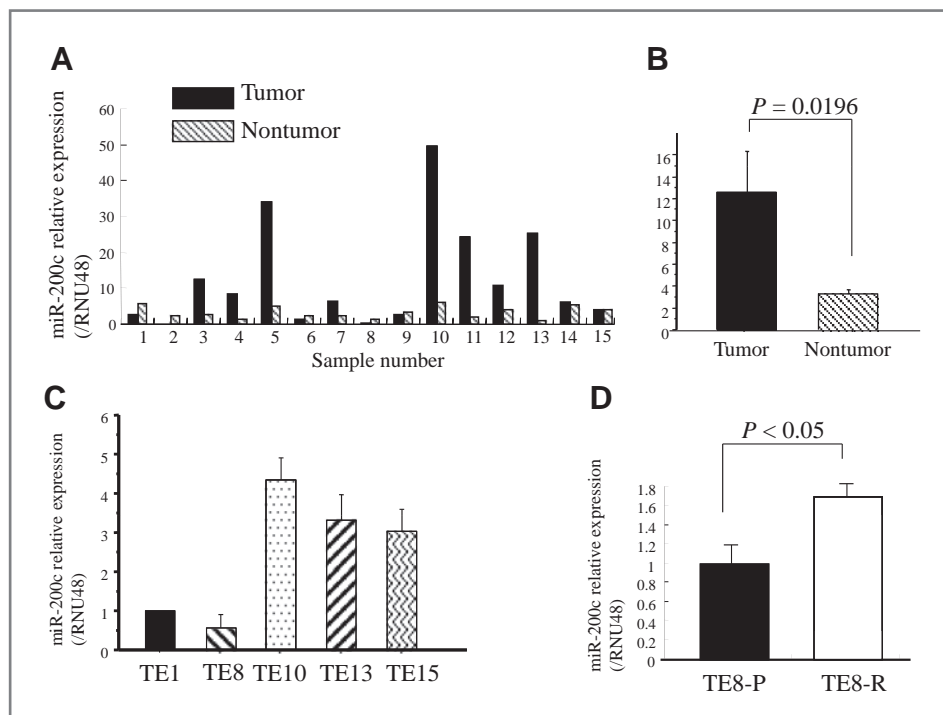 A
miR-200c relative expression
(/RNU48)
Tumor
Nontumor
60
50
40
30
20
10
0
1 2 3 4 5 6 7 8 9 10 11 12 13 14 15
Sample number
B
P = 0.0196
16
14
12
10
8
6
4
2
0
Tumor Nontumor
C
miR-200c relative expression
(/RNU48)
6
5
4
3
2
1
0
TE1 TE8 TE10 TE13 TE15
D
P < 0.05
miR-200c relative expression
(/RNU48)
1.8
1.6
1.4
1.2
1
0.8
0.6
0.4
0.2
0
TE8-P TE8-R